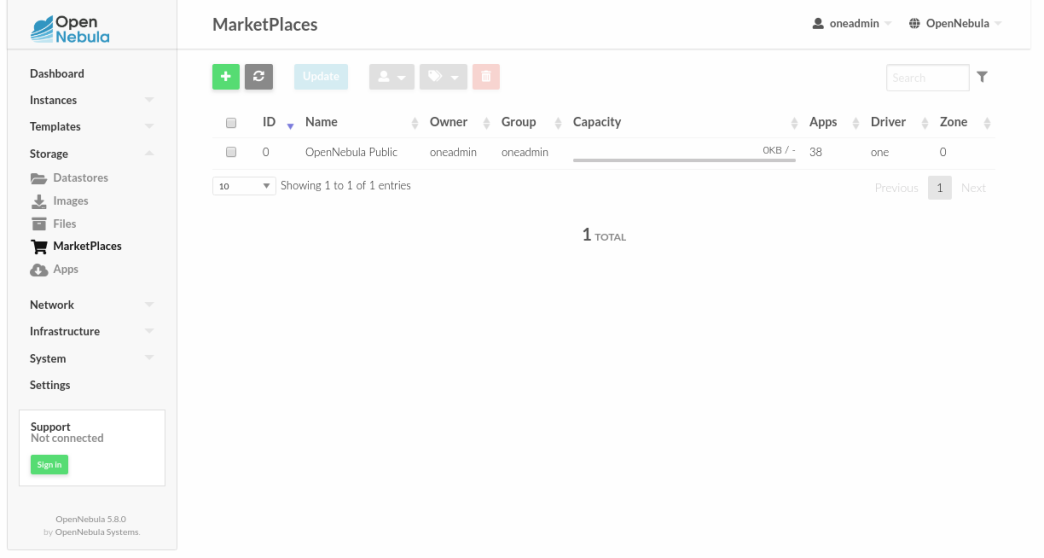 Open
Nebula
MarketPlaces
oneadmin
OpenNebula
Dashboard
Instances
Templates
Storage
Datastores
Images
Files
MarketPlaces
Apps
Network
Infrastructure
System
Settings
Support
Not connected
Sign in
OpenNebula 5.8.0
by OpenNebula Systems.
+
Update
Search
ID Name Owner Group Capacity Apps Driver Zone
0 OpenNebula Public oneadmin oneadmin 0KB / - 38 one 0
10 Showing 1 to 1 of 1 entries
Previous 1 Next
1 TOTAL